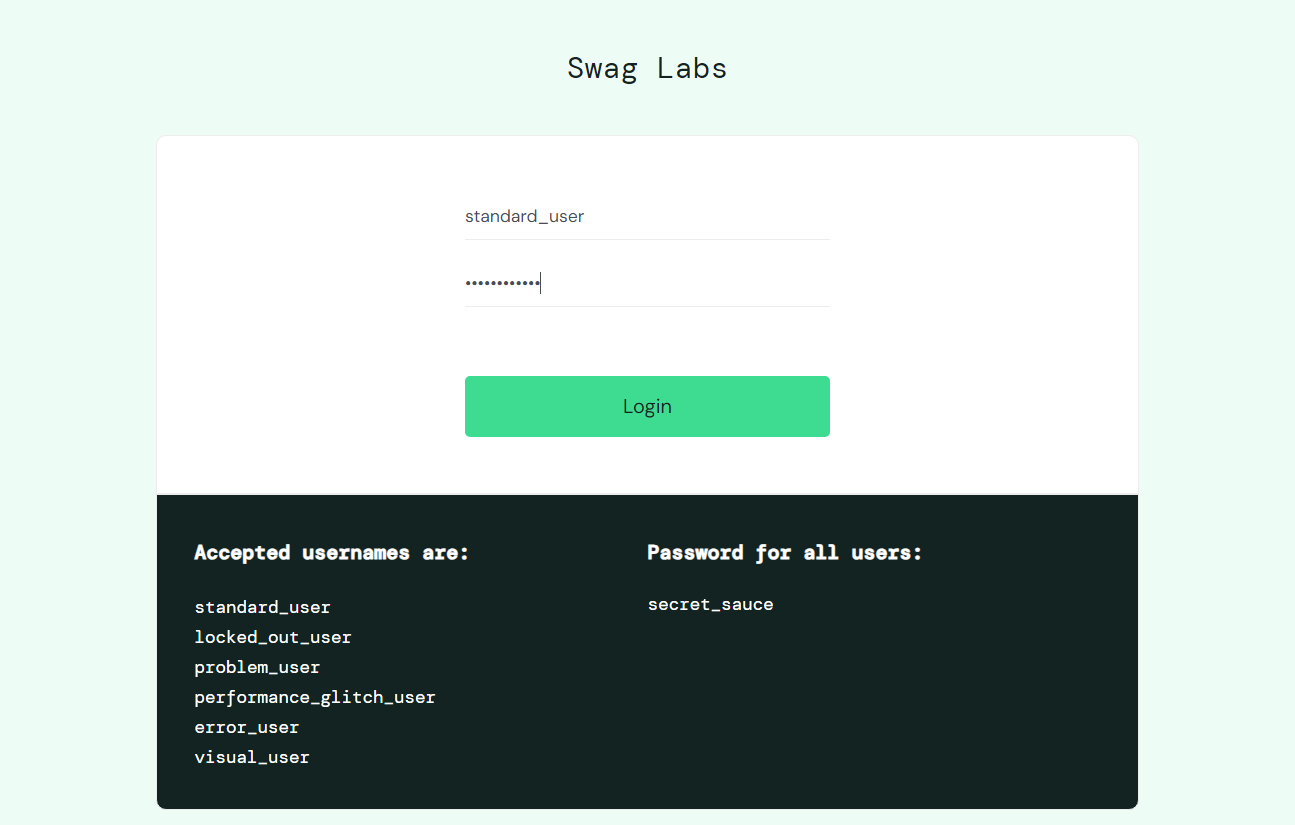 Swag Labs
standard_user
••••••••••••
Login
Accepted usernames are:
standard_user
locked_out_user
problem_user
performance_glitch_user
error_user
visual_user
Password for all users:
secret_sauce